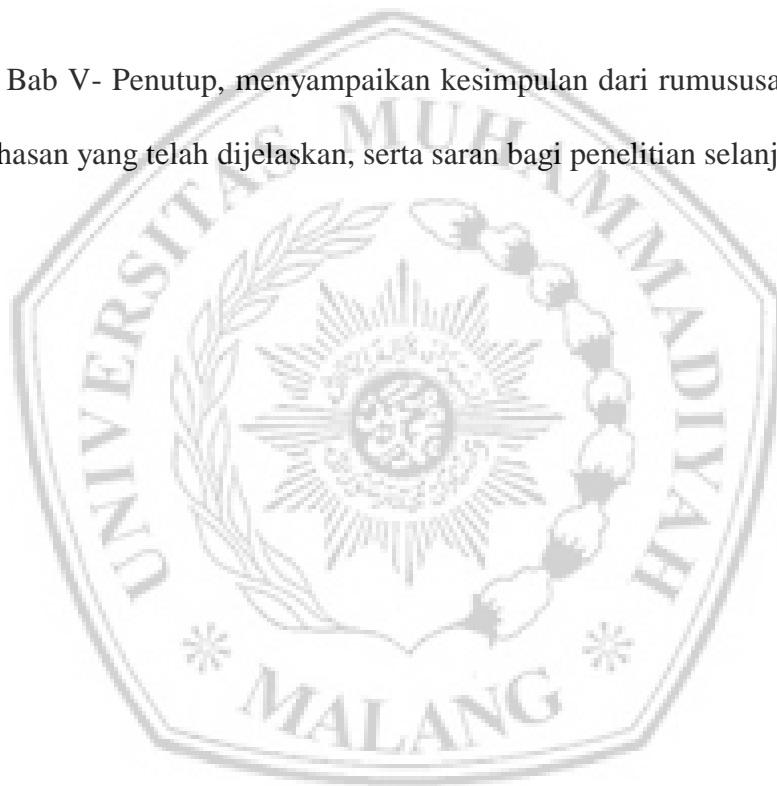 Bab V- Penutup, menyampaikan kesimpulan dari rumususa
hasan yang telah dijelaskan, serta saran bagi penelitian selanj
UNIVERSITAS MUHAMMADIYAH
MALANG